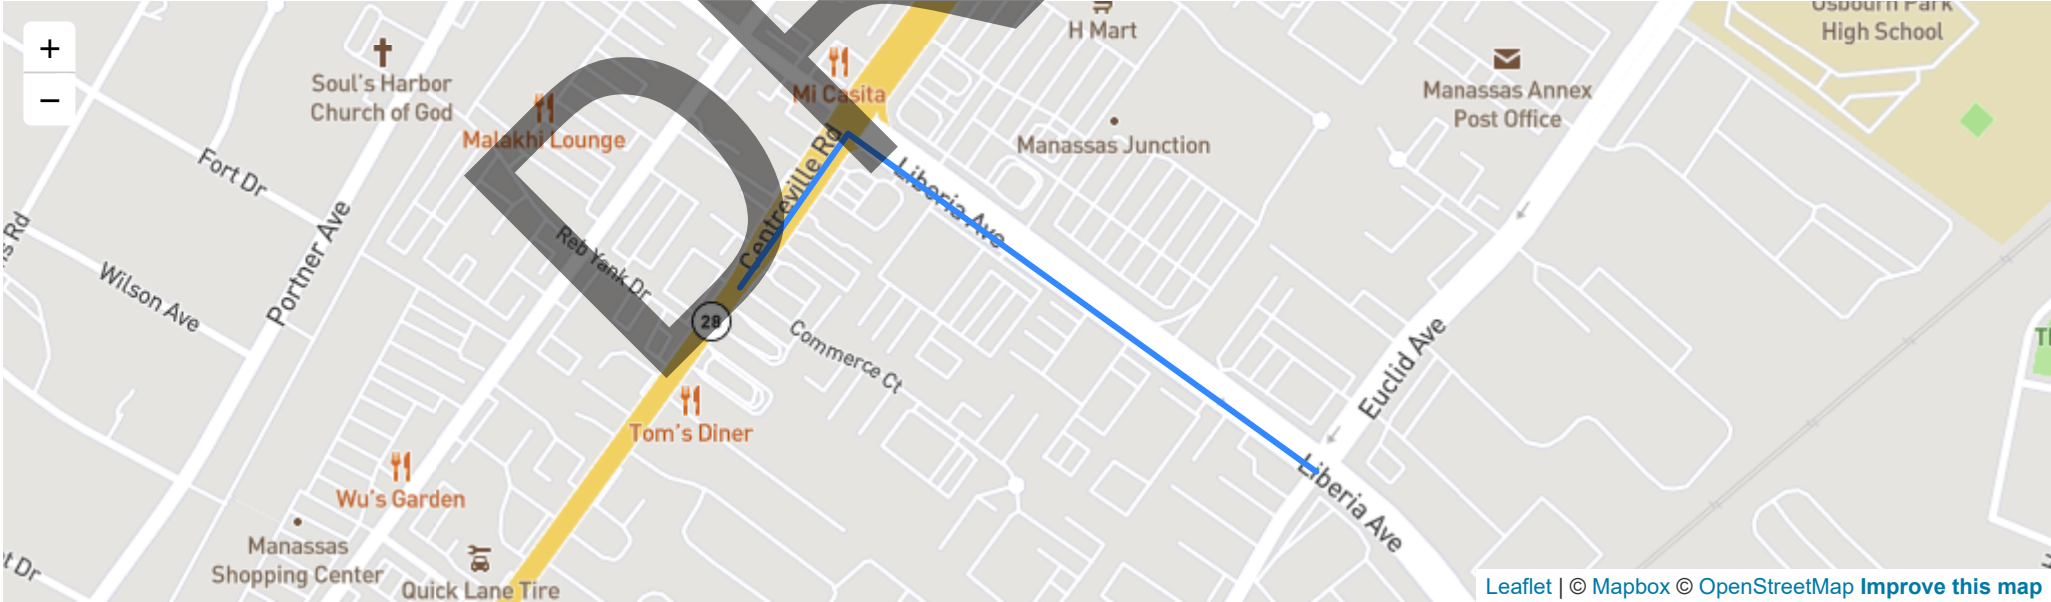 +
−
Soul's Harbor
Church of God
Malakhi Lounge
Mi Casita
H Mart
Manassas Junction
Manassas Annex
Post Office
Osbourn Park
High School
Fort Dr
Portner Ave
Wilson Ave
Reb Yank Dr
Centreville Rd
Liberia Ave
28
Commerce Ct
Euclid Ave
Tom's Diner
Liberia Ave
Wu's Garden
Manassas
Shopping Center
Quick Lane Tire
Leaflet | © Mapbox © OpenStreetMap Improve this map